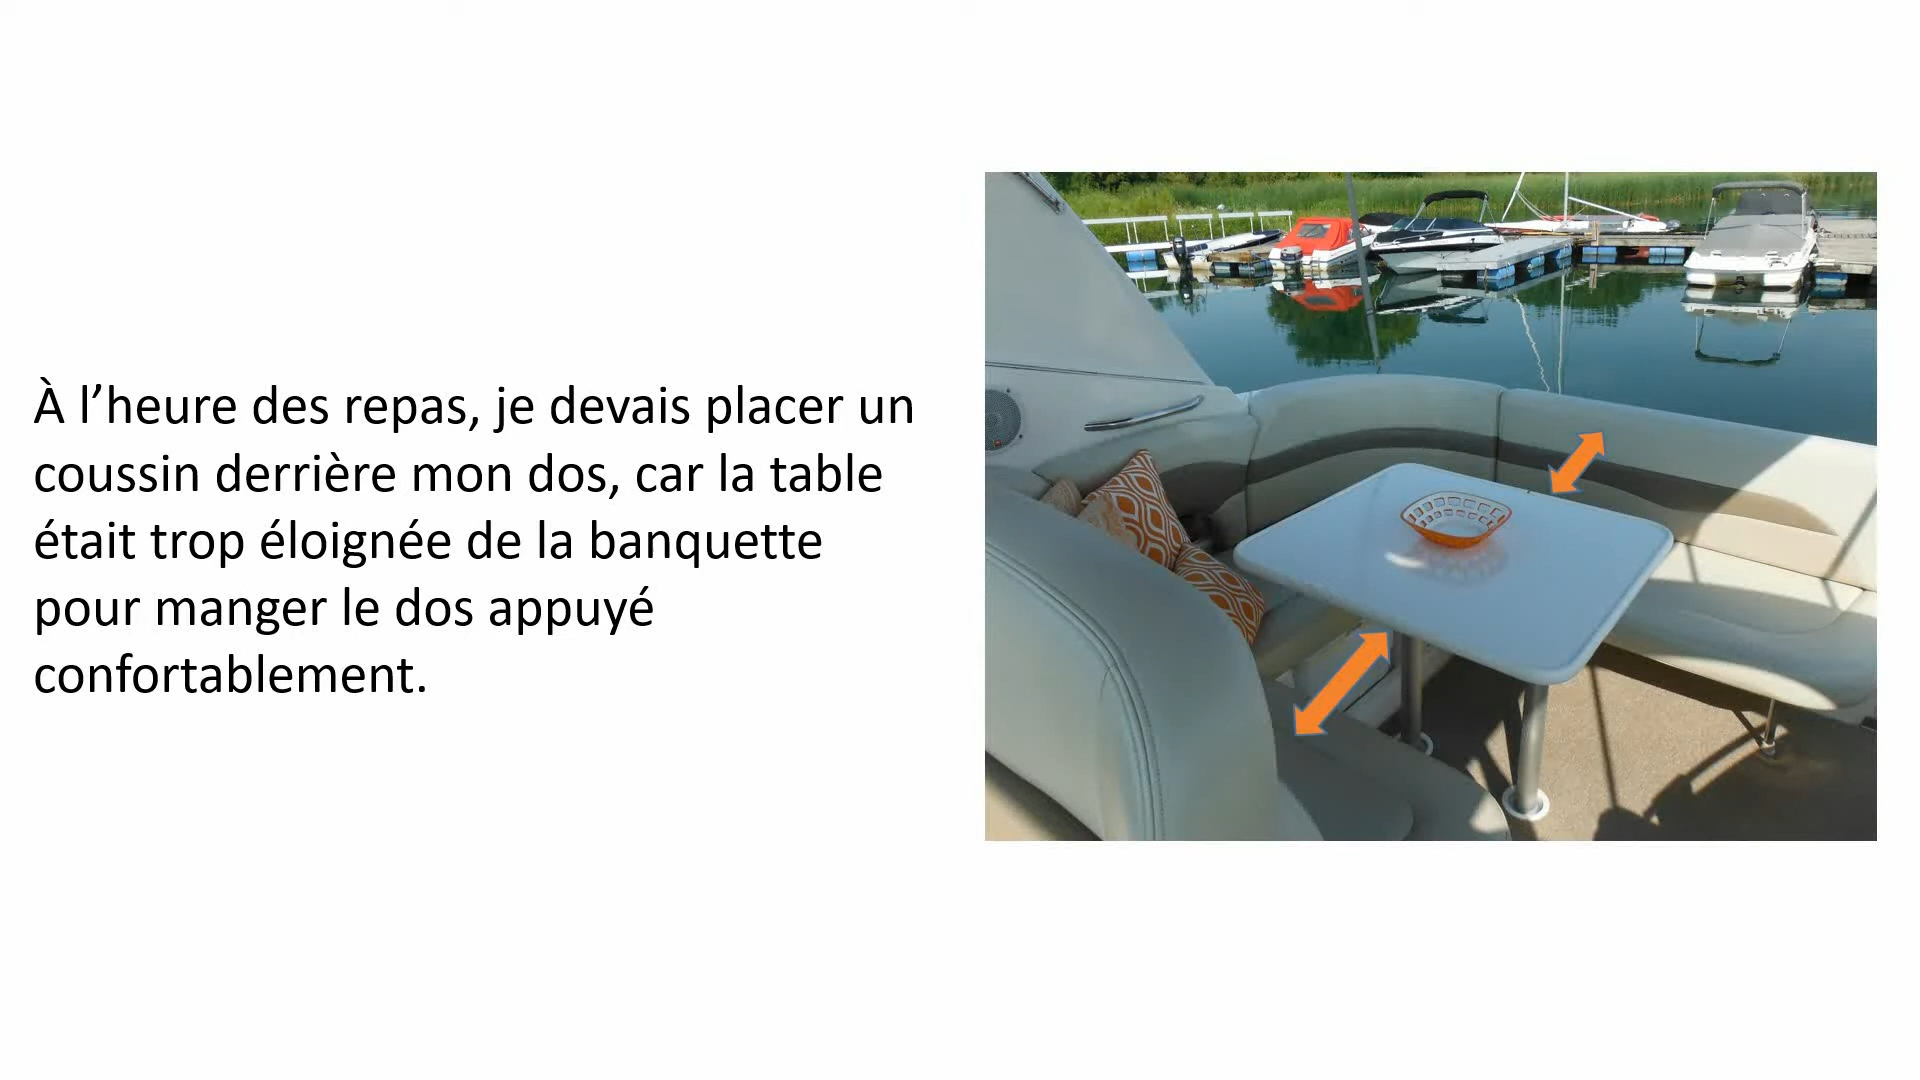 À l’heure des repas, je devais placer un
coussin derrière mon dos, car la table
était trop éloignée de la banquette
pour manger le dos appuyé
confortablement.